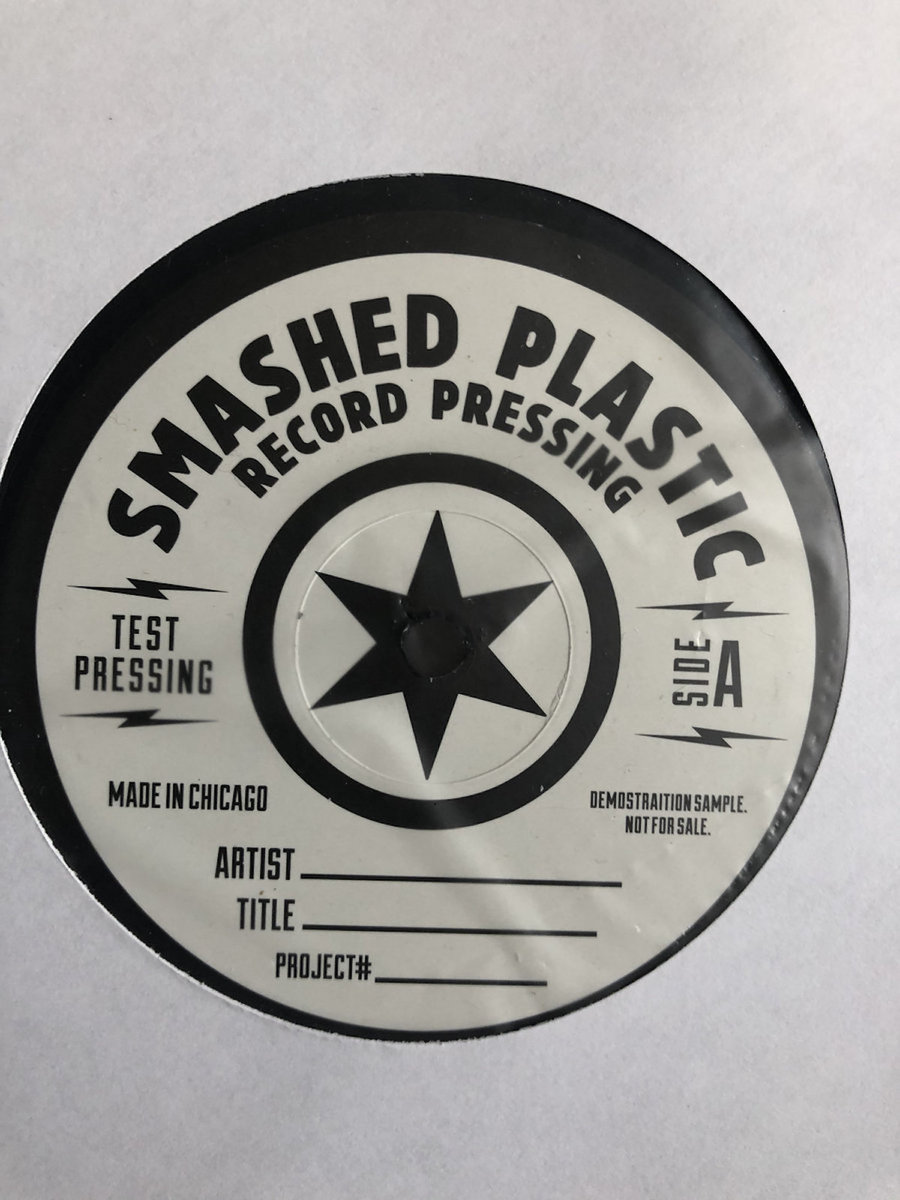 SMASHED PLASTIC
RECORD PRESSING
TEST
PRESSING
SIDE A
MADE IN CHICAGO
DEMOSTRAITION SAMPLE.
NOT FOR SALE.
ARTIST
TITLE
PROJECT#